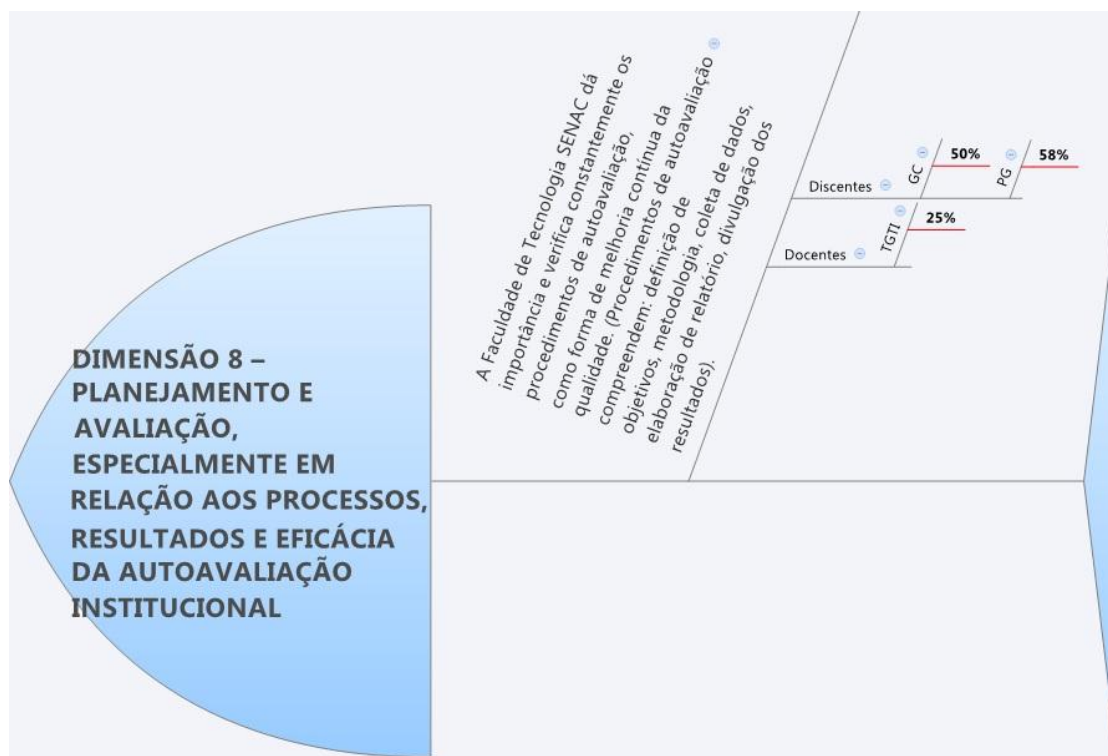 DIMENSÃO 8 –
PLANEJAMENTO E
AVALIAÇÃO,
ESPECIALMENTE EM
RELAÇÃO AOS PROCESSOS,
RESULTADOS E EFICÁCIA
DA AUTOAVALIAÇÃO
INSTITUCIONAL
A Faculdade de Tecnologia SENAC dá
importância e verifica constantemente os
procedimentos de autoavaliação,
como forma de melhoria contínua da
qualidade. (Procedimentos de autoavaliação
compreendem: definição de
objetivos, metodologia, coleta de dados,
elaboração de relatório, divulgação dos
resultados).
Discentes
GC
50%
PG
58%
Docentes
TGTI
25%